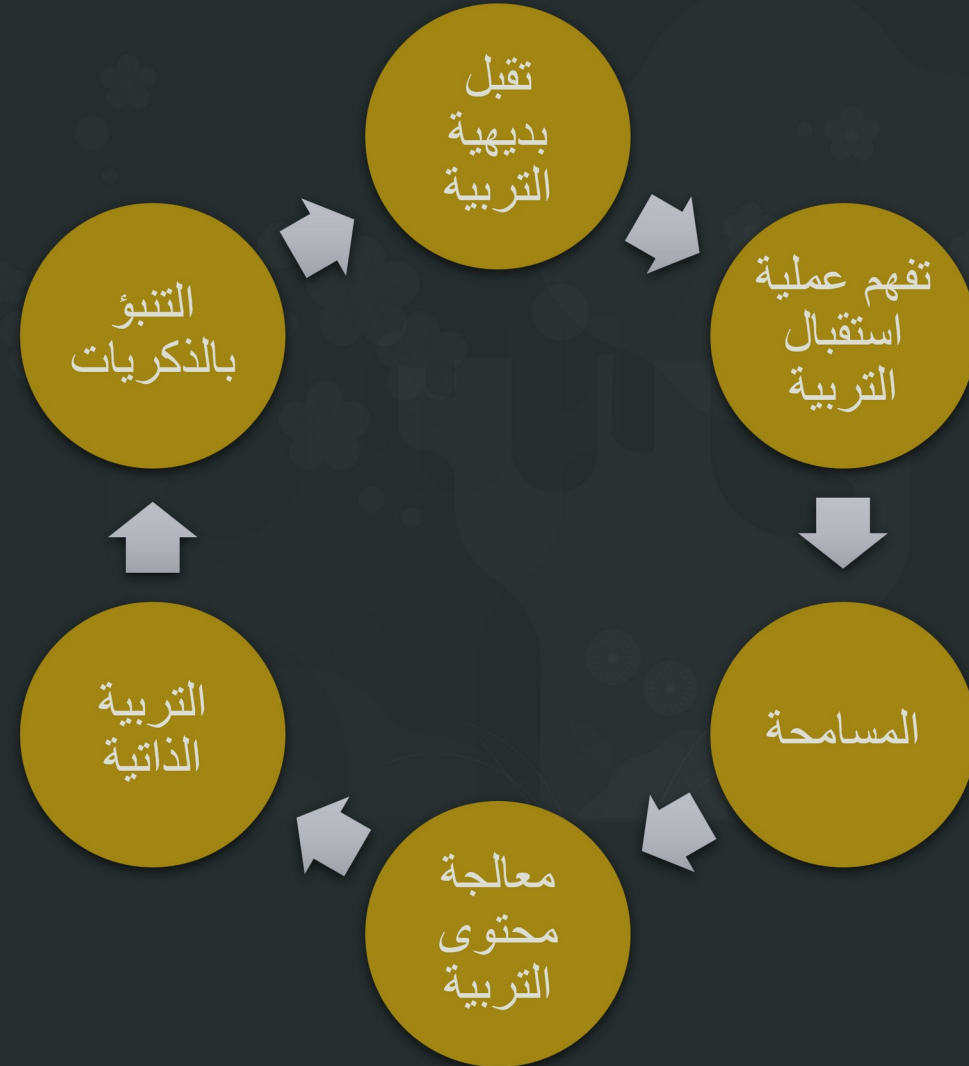 تقبل
بديهية
التربية
تفهم عملية
استقبال
التربية
المسامحة
معالجة
محتوى
التربية
التربية
الذاتية
التنبؤ
بالذكريات